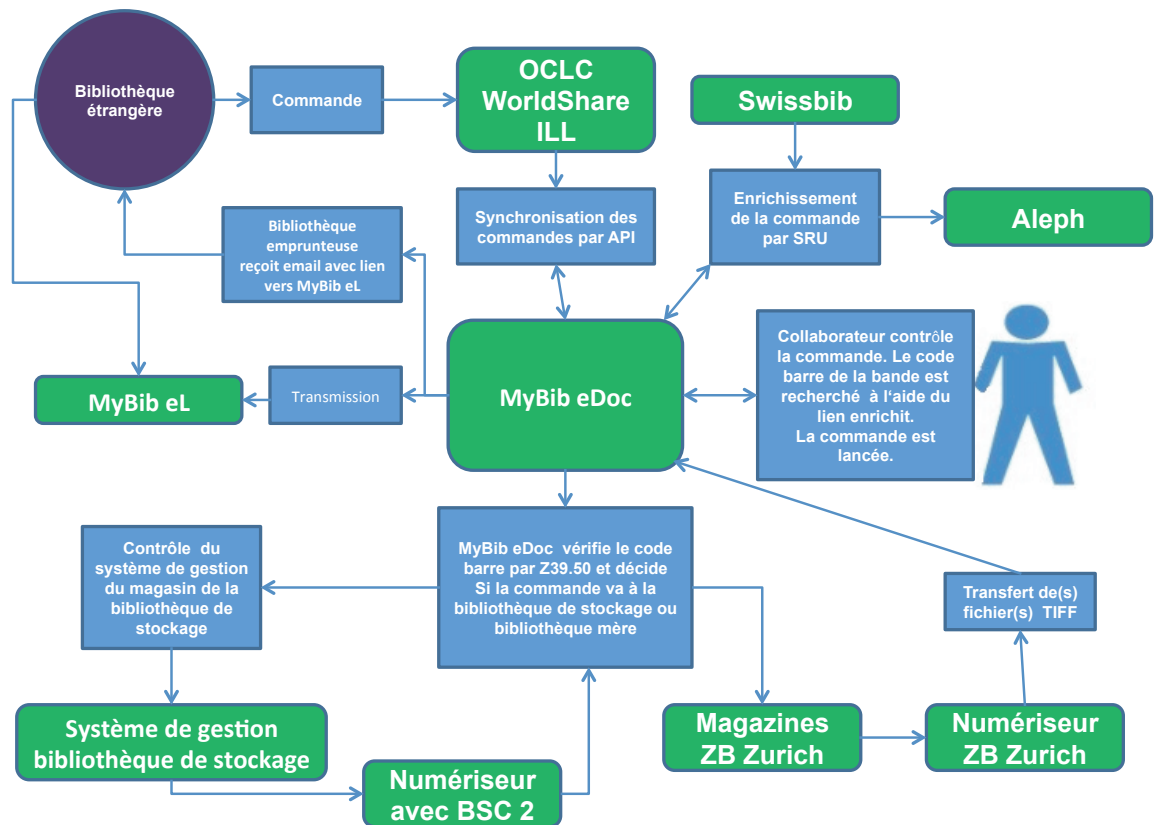 Bibliothèque
étrangère
Commande
OCLC
WorldShare
ILL
Swissbib
Synchronisation des
commandes par API
Enrichissement
de la commande
par SRU
Aleph
Bibliothèque
emprunteuse
reçoit email avec lien
vers MyBib eL
MyBib eL
Transmission
MyBib eDoc
Collaborateur contrôle
la commande. Le code
barre de la bande est
recherché à l‘aide du
lien enrichit.
La commande est
lancée.
Contrôle du
système de gestion
du magasin de la
bibliothèque de
stockage
MyBib eDoc vérifie le code
barre par Z39.50 et décide
Si la commande va à la
bibliothèque de stockage ou
bibliothèque mère
Transfert de(s)
fichier(s) TIFF
Système de gestion
bibliothèque de stockage
Numériseur
avec BSC 2
Magazines
ZB Zurich
Numériseur
ZB Zurich